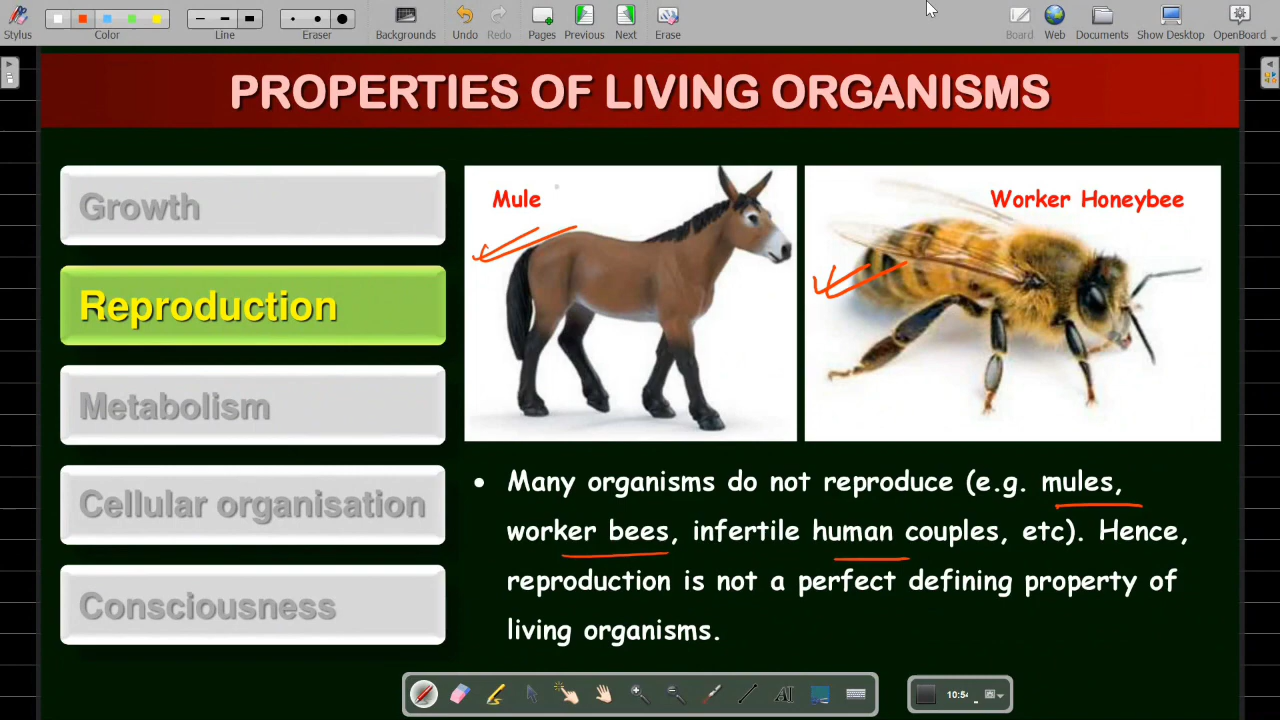 Stylus
Color
Line
Eraser
Backgrounds
Undo
Redo
Pages
Previous
Next
Erase
Board
Web
Documents
Show Desktop
OpenBoard
PROPERTIES OF LIVING ORGANISMS
Growth
Reproduction
Metabolism
Cellular organisation
Consciousness
Mule
Worker Honeybee
• Many organisms do not reproduce (e.g. mules,
worker bees, infertile human couples, etc). Hence,
reproduction is not a perfect defining property of
living organisms.
AI